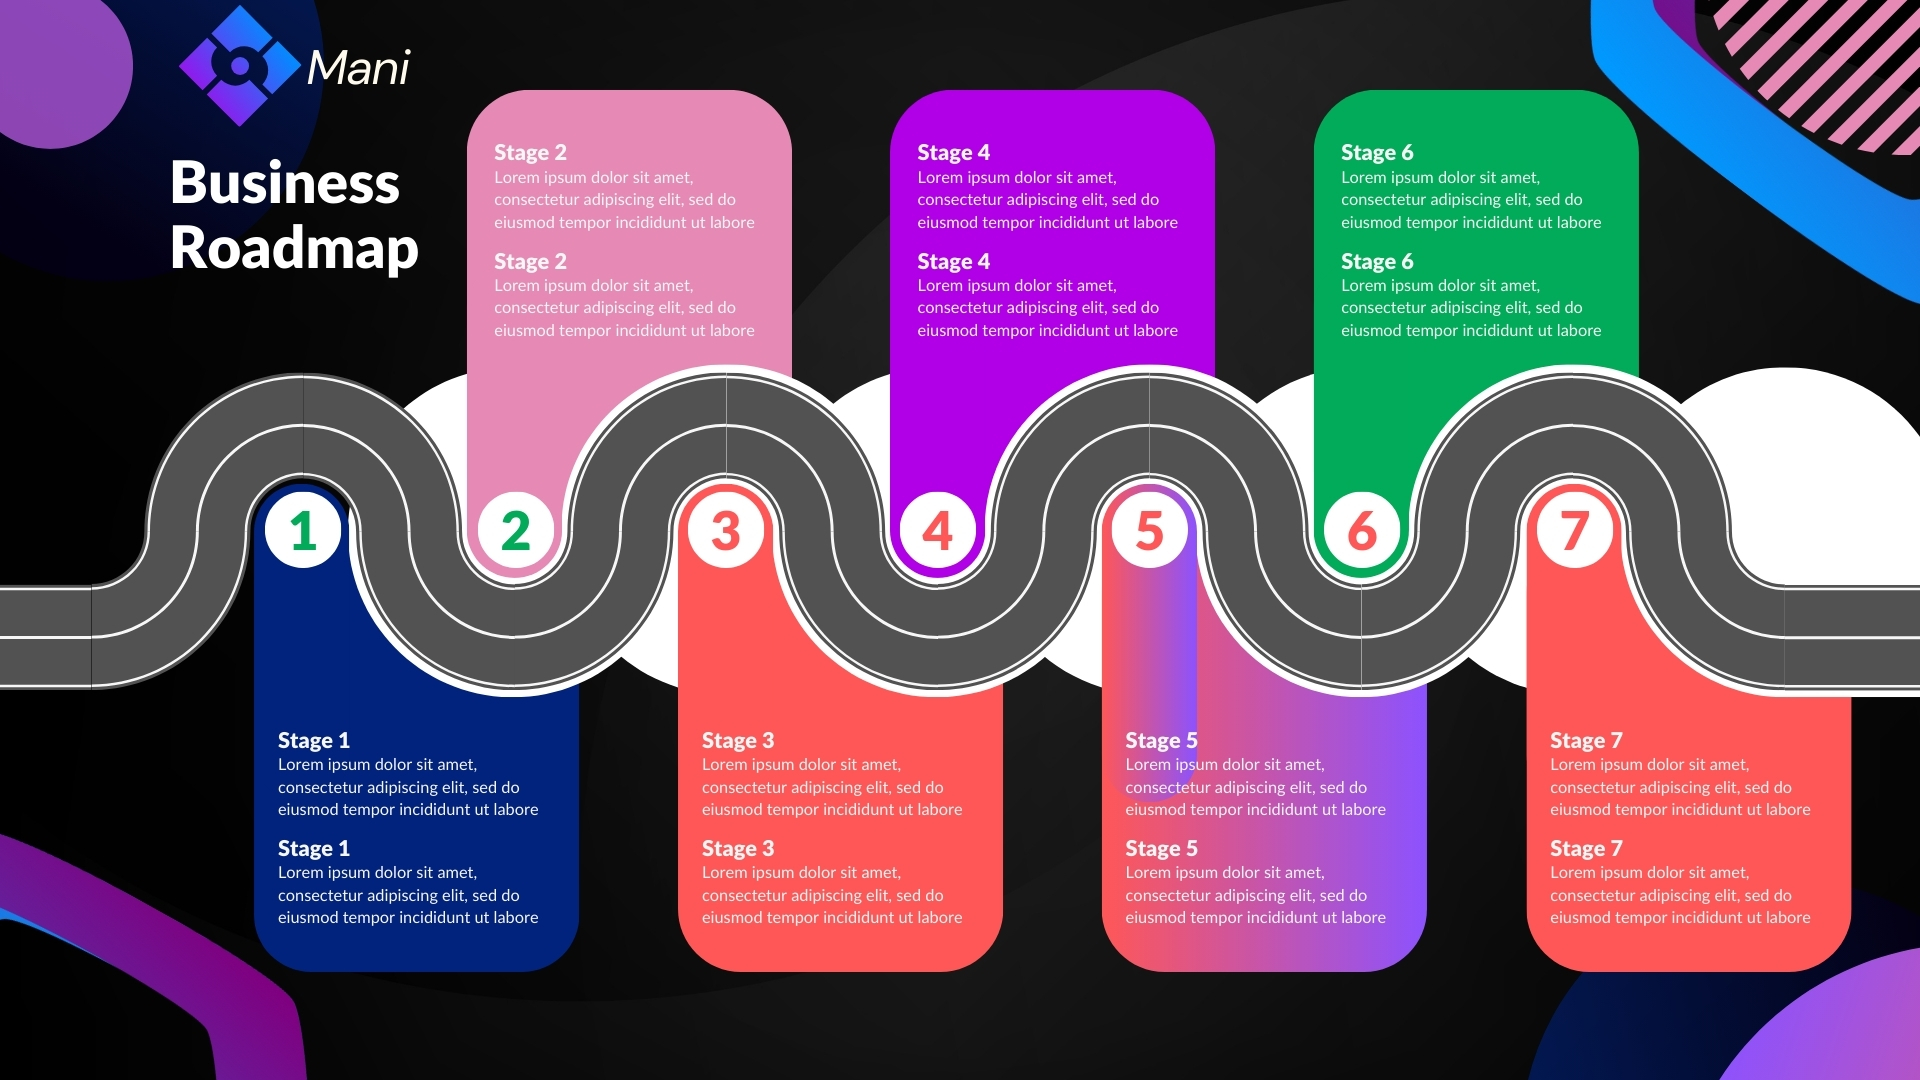 Mani
Business
Roadmap
Stage 2
Lorem ipsum dolor sit amet,
consectetur adipiscing elit, sed do
eiusmod tempor incididunt ut labore
Stage 2
Lorem ipsum dolor sit amet,
consectetur adipiscing elit, sed do
eiusmod tempor incididunt ut labore
Stage 4
Lorem ipsum dolor sit amet,
consectetur adipiscing elit, sed do
eiusmod tempor incididunt ut labore
Stage 4
Lorem ipsum dolor sit amet,
consectetur adipiscing elit, sed do
eiusmod tempor incididunt ut labore
Stage 6
Lorem ipsum dolor sit amet,
consectetur adipiscing elit, sed do
eiusmod tempor incididunt ut labore
Stage 6
Lorem ipsum dolor sit amet,
consectetur adipiscing elit, sed do
eiusmod tempor incididunt ut labore
1
2
3
4
5
6
7
Stage 1
Lorem ipsum dolor sit amet,
consectetur adipiscing elit, sed do
eiusmod tempor incididunt ut labore
Stage 1
Lorem ipsum dolor sit amet,
consectetur adipiscing elit, sed do
eiusmod tempor incididunt ut labore
Stage 3
Lorem ipsum dolor sit amet,
consectetur adipiscing elit, sed do
eiusmod tempor incididunt ut labore
Stage 3
Lorem ipsum dolor sit amet,
consectetur adipiscing elit, sed do
eiusmod tempor incididunt ut labore
Stage 5
Lorem ipsum dolor sit amet,
consectetur adipiscing elit, sed do
eiusmod tempor incididunt ut labore
Stage 5
Lorem ipsum dolor sit amet,
consectetur adipiscing elit, sed do
eiusmod tempor incididunt ut labore
Stage 7
Lorem ipsum dolor sit amet,
consectetur adipiscing elit, sed do
eiusmod tempor incididunt ut labore
Stage 7
Lorem ipsum dolor sit amet,
consectetur adipiscing elit, sed do
eiusmod tempor incididunt ut labore